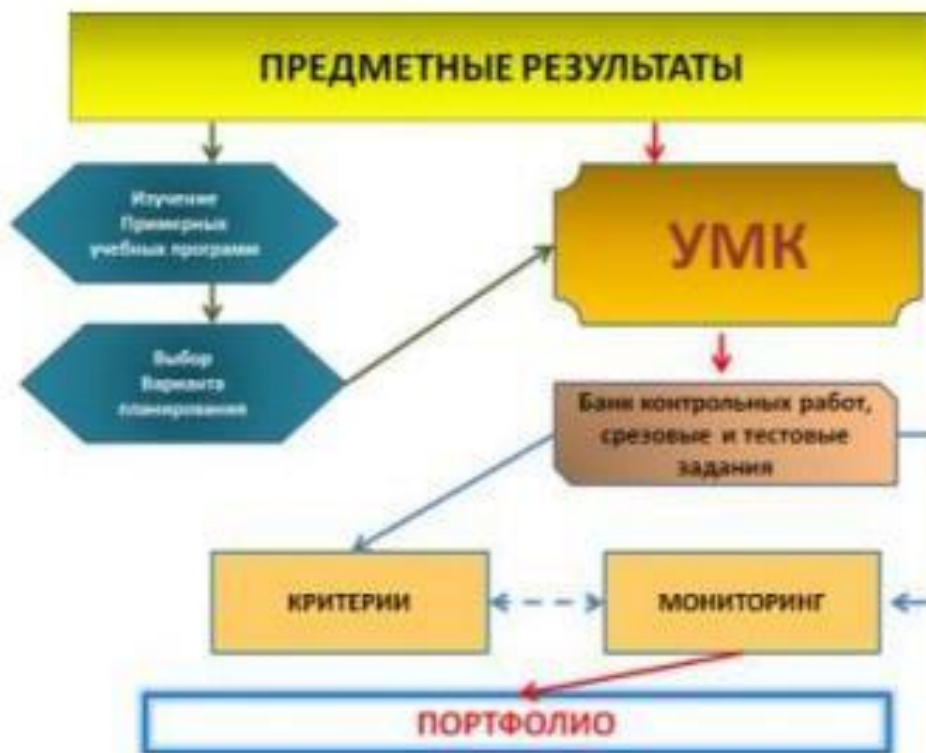 ПРЕДМЕТНЫЕ РЕЗУЛЬТАТЫ
Изучение
Примерных
учебных программ
УМК
Выбор
Варианта
планирования
Банк контрольных работ,
срезовые и тестовые
задания
КРИТЕРИИ
МОНИТОРИНГ
ПОРТФОЛИО